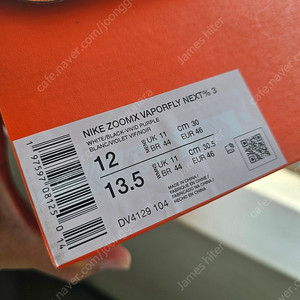 NIKE ZOOMX VAPORFLY NEXT% 3
WHITE/BLACK-VIVID PURPLE
BLANC/VIOLET VIF/NOIR
12 UK 11 cm 30
BR 44 EUR 46
13.5 UK 11 cm 30.5
BR 44 EUR 46
DV4129 104
MADE IN CHINA
FABRIQUÉ EN CHINE
HECHO EN CHINA
james.hiter